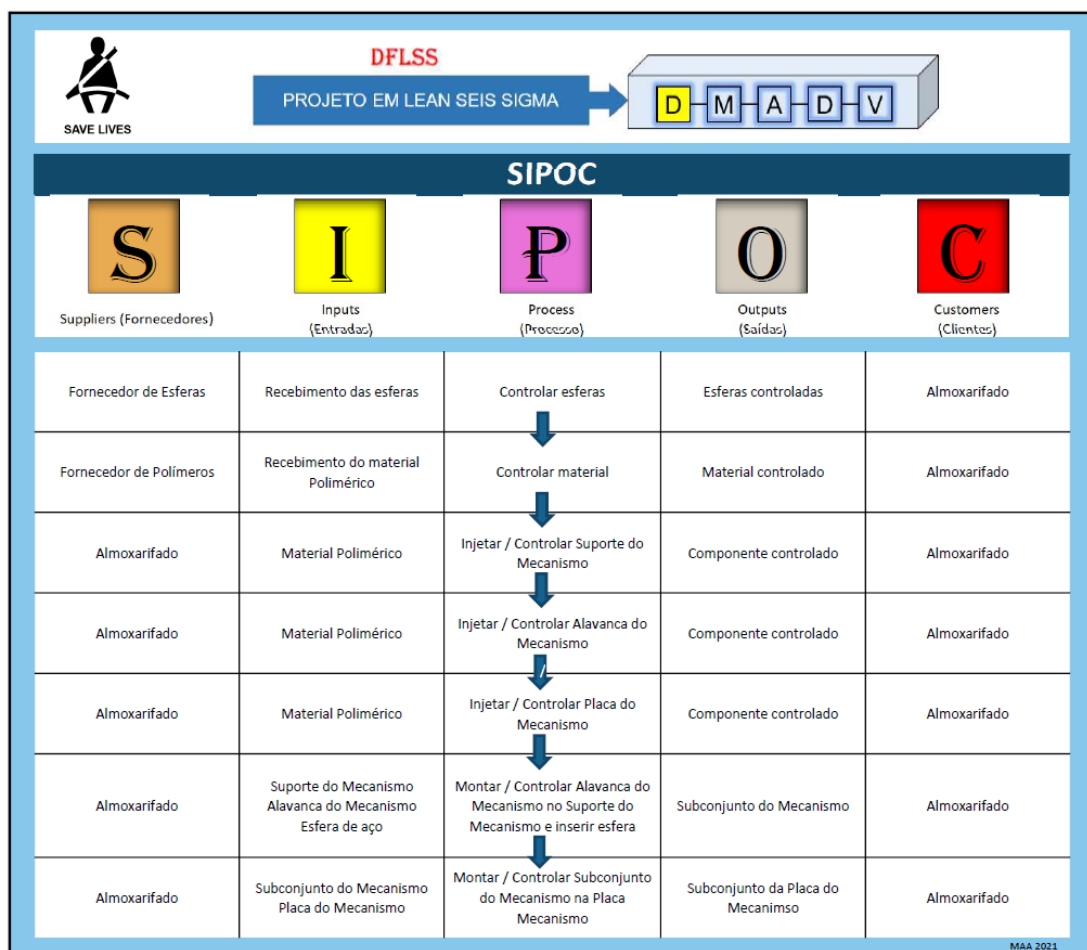 DFLSS
PROJETO EM LEAN SEIS SIGMA
D M A D V
SAVE LIVES
SIPOC
S I P O C
Suppliers (Fornecedores)
Inputs
(Entradas)
Process
(Processo)
Outputs
(Saídas)
Customers
(Clientes)
Fornecedor de Esferas
Recebimento das esferas
Controlar esferas
Esferas controladas
Almoxarifado
Fornecedor de Polímeros
Recebimento do material
Polimérico
Controlar material
Material controlado
Almoxarifado
Almoxarifado
Material Polimérico
Injetar / Controlar Suporte do
Mecanismo
Componente controlado
Almoxarifado
Almoxarifado
Material Polimérico
Injetar / Controlar Alavanca do
Mecanismo
Componente controlado
Almoxarifado
/
Almoxarifado
Material Polimérico
Injetar / Controlar Placa do
Mecanismo
Componente controlado
Almoxarifado
Almoxarifado
Suporte do Mecanismo
Alavanca do Mecanismo
Esfera de aço
Montar / Controlar Alavanca do
Mecanismo no Suporte do
Mecanismo e inserir esfera
Subconjunto do Mecanismo
Almoxarifado
Almoxarifado
Subconjunto do Mecanismo
Placa do Mecanismo
Montar / Controlar Subconjunto
do Mecanismo na Placa
Mecanismo
Subconjunto da Placa do
Mecanimso
Almoxarifado
MAA 2021